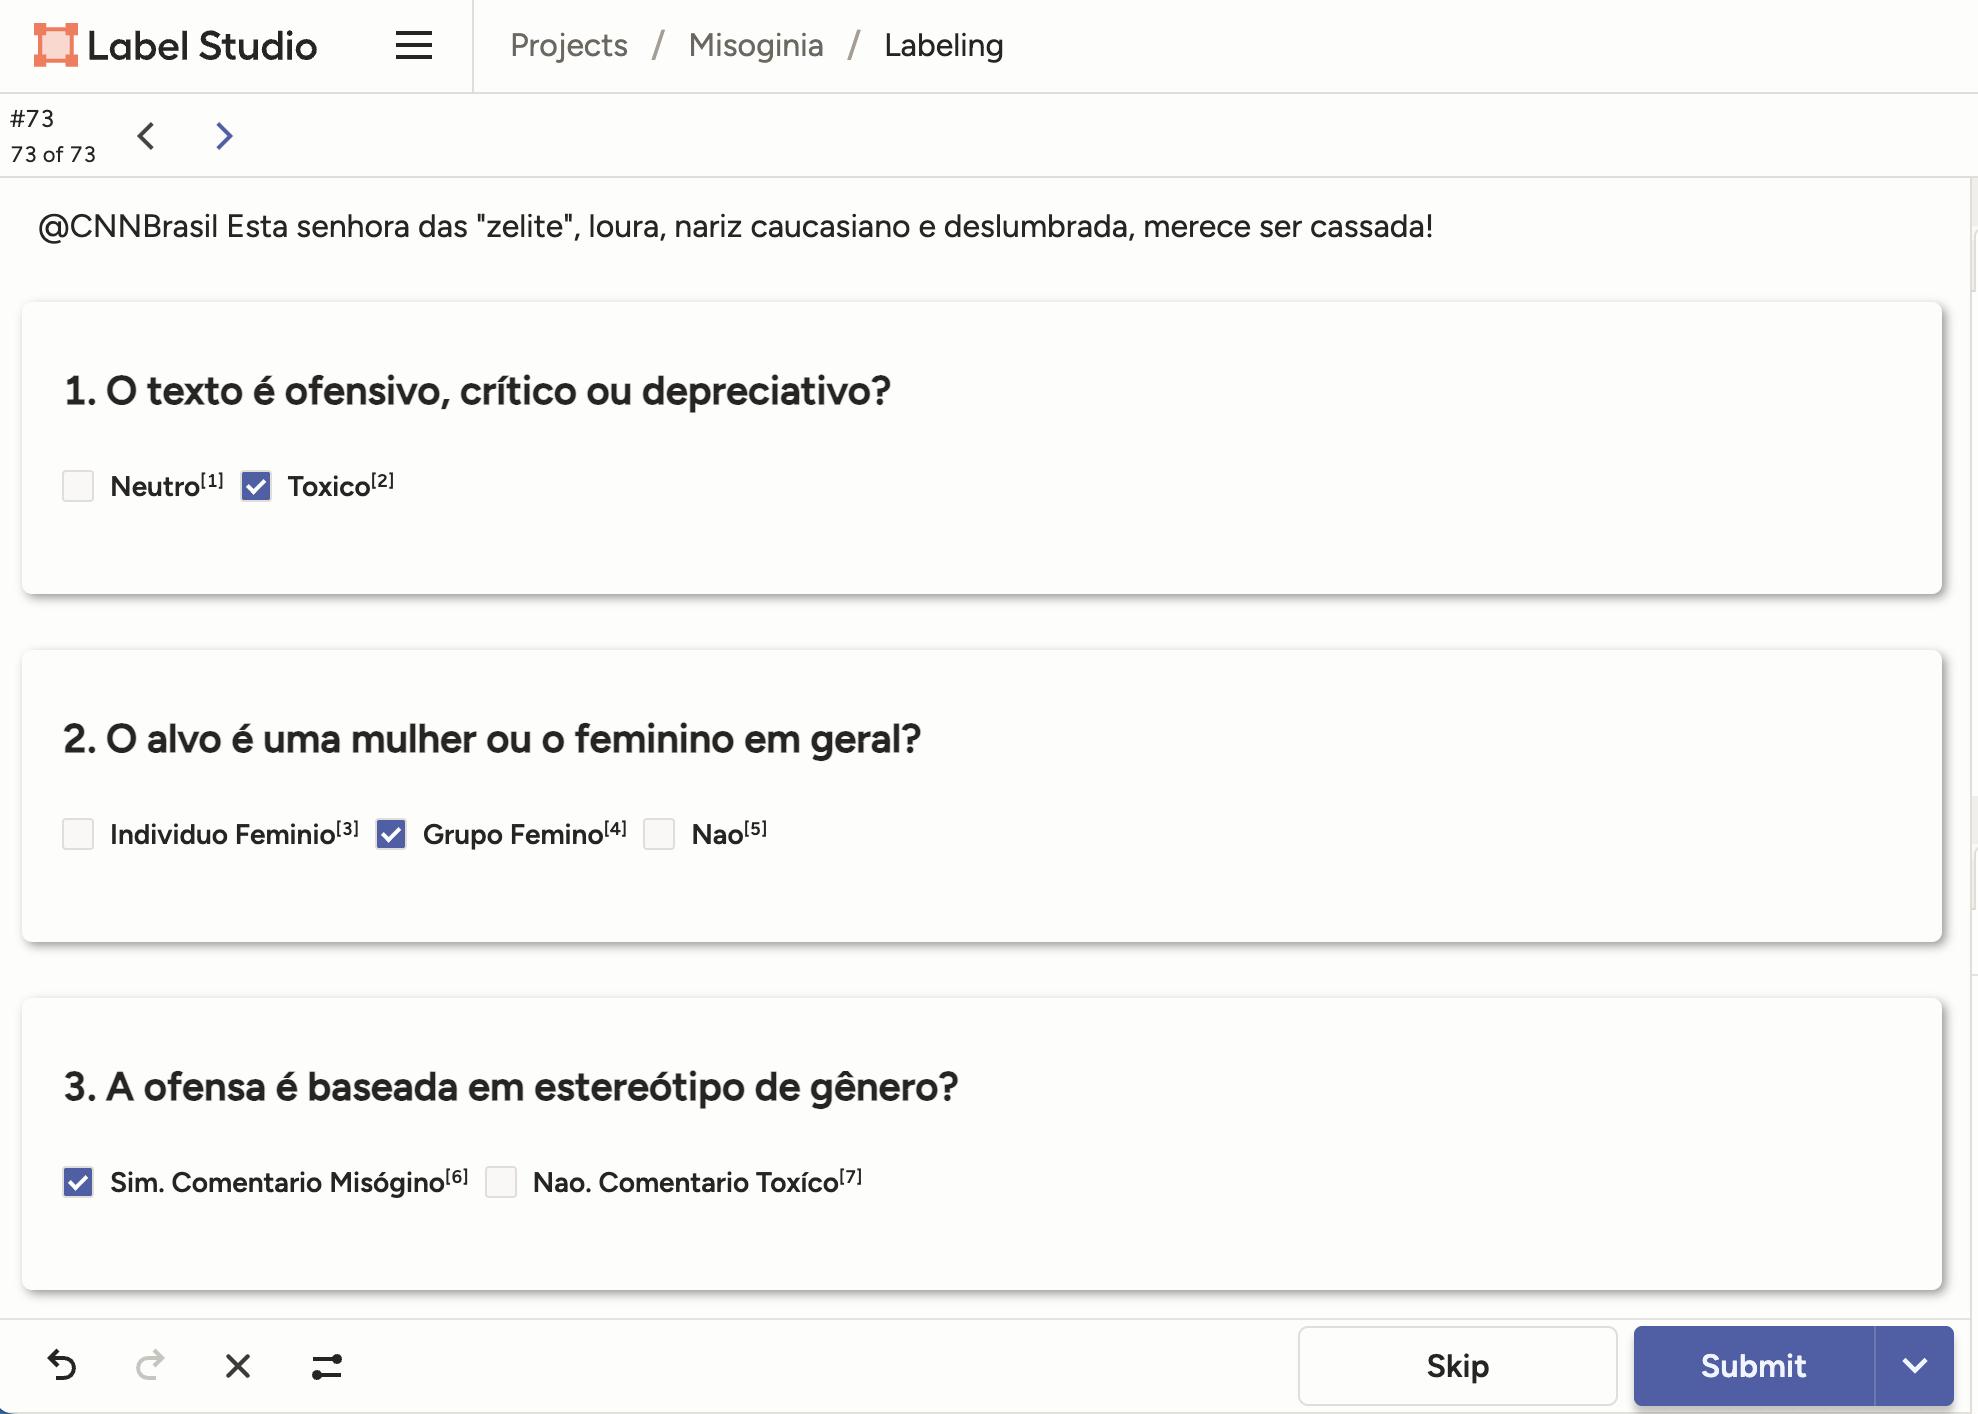 Label Studio
Projects / Misoginia / Labeling
#73
73 of 73
@CNNBrasil Esta senhora das "zelite", loura, nariz caucasiano e deslumbrada, merece ser cassada!
1. O texto é ofensivo, crítico ou depreciativo?
Neutro[1] Toxico[2]
2. O alvo é uma mulher ou o feminino em geral?
Individuo Feminio[3] Grupo Femino[4] Nao[5]
3. A ofensa é baseada em estereótipo de gênero?
Sim. Comentario Misógino[6] Nao. Comentario Toxíco[7]
Skip Submit